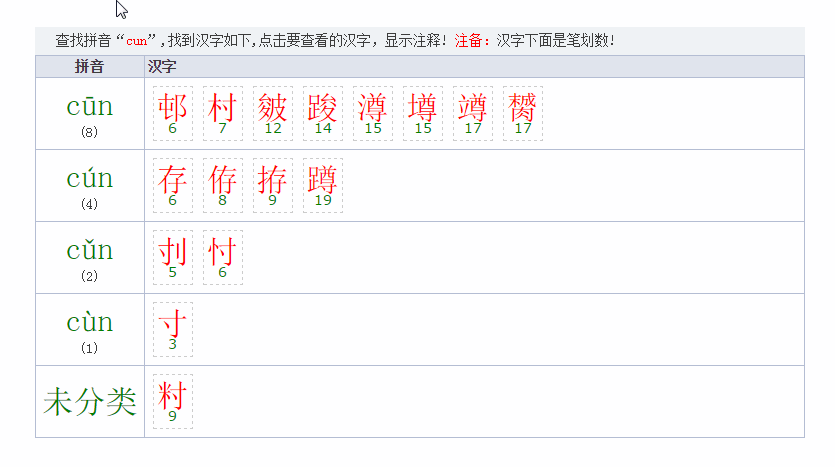 查找拼音“cun”,找到汉字如下,点击要查看的汉字，显示注释! 注备：汉字下面是笔划数!
拼音 汉字
cūn 邨 村 皴 踆 澊 墫 竴 膥
(8) 6 7 12 14 15 15 17 17
cún 存 侟 拵 蹲
(4) 6 8 9 19
cǔn 刌 忖
(2) 5 6
cùn 寸
(1) 3
未分类 籿
9